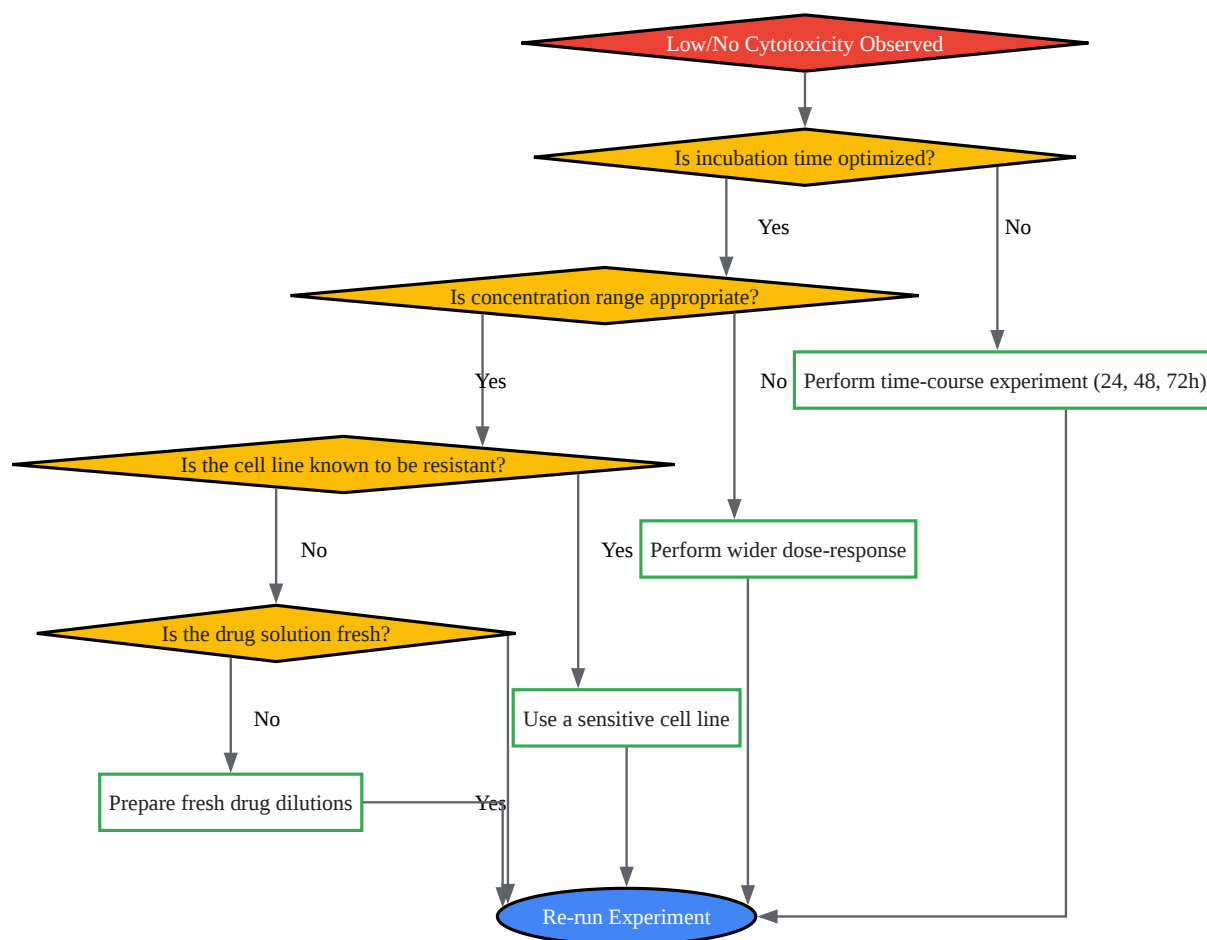 Low/No Cytotoxicity Observed
Is incubation time optimized?
Yes
No
Is concentration range appropriate?
Yes
No
Perform time-course experiment (24, 48, 72h)
Is the cell line known to be resistant?
No
Yes
Perform wider dose-response
Is the drug solution fresh?
No
Use a sensitive cell line
Prepare fresh drug dilutions
Yes
Re-run Experiment